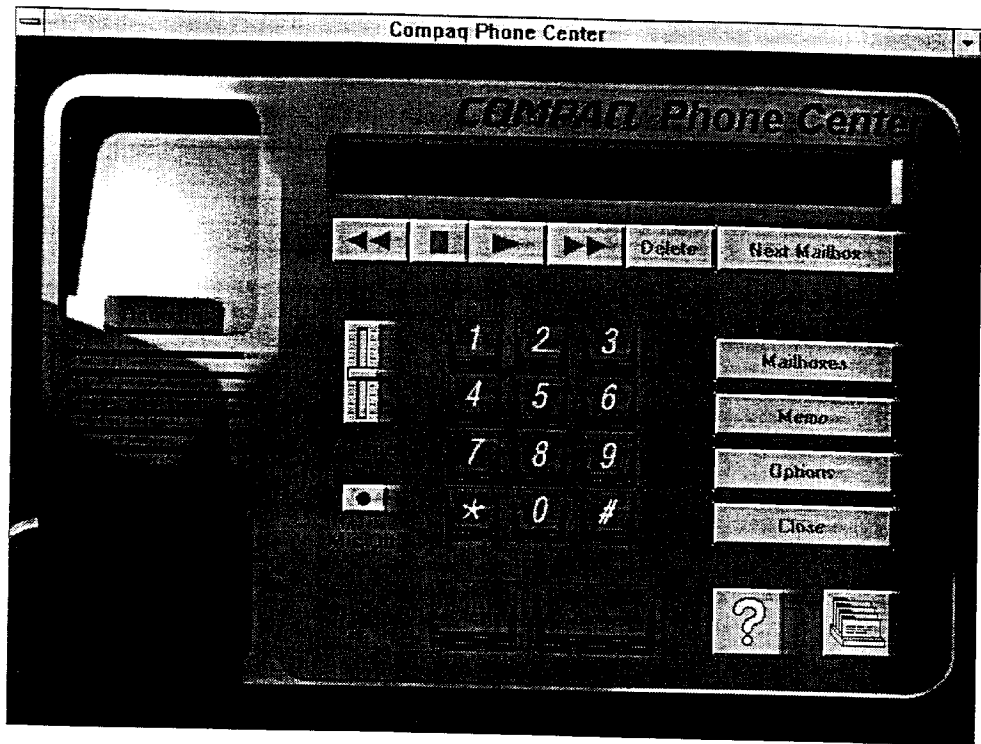 Compaq Phone Center
COMPAQ Phone Center
Delete Next Mailbox
1 2 3
Mailboxes
4 5 6
Memo
7 8 9
Options
* 0 #
Close
?